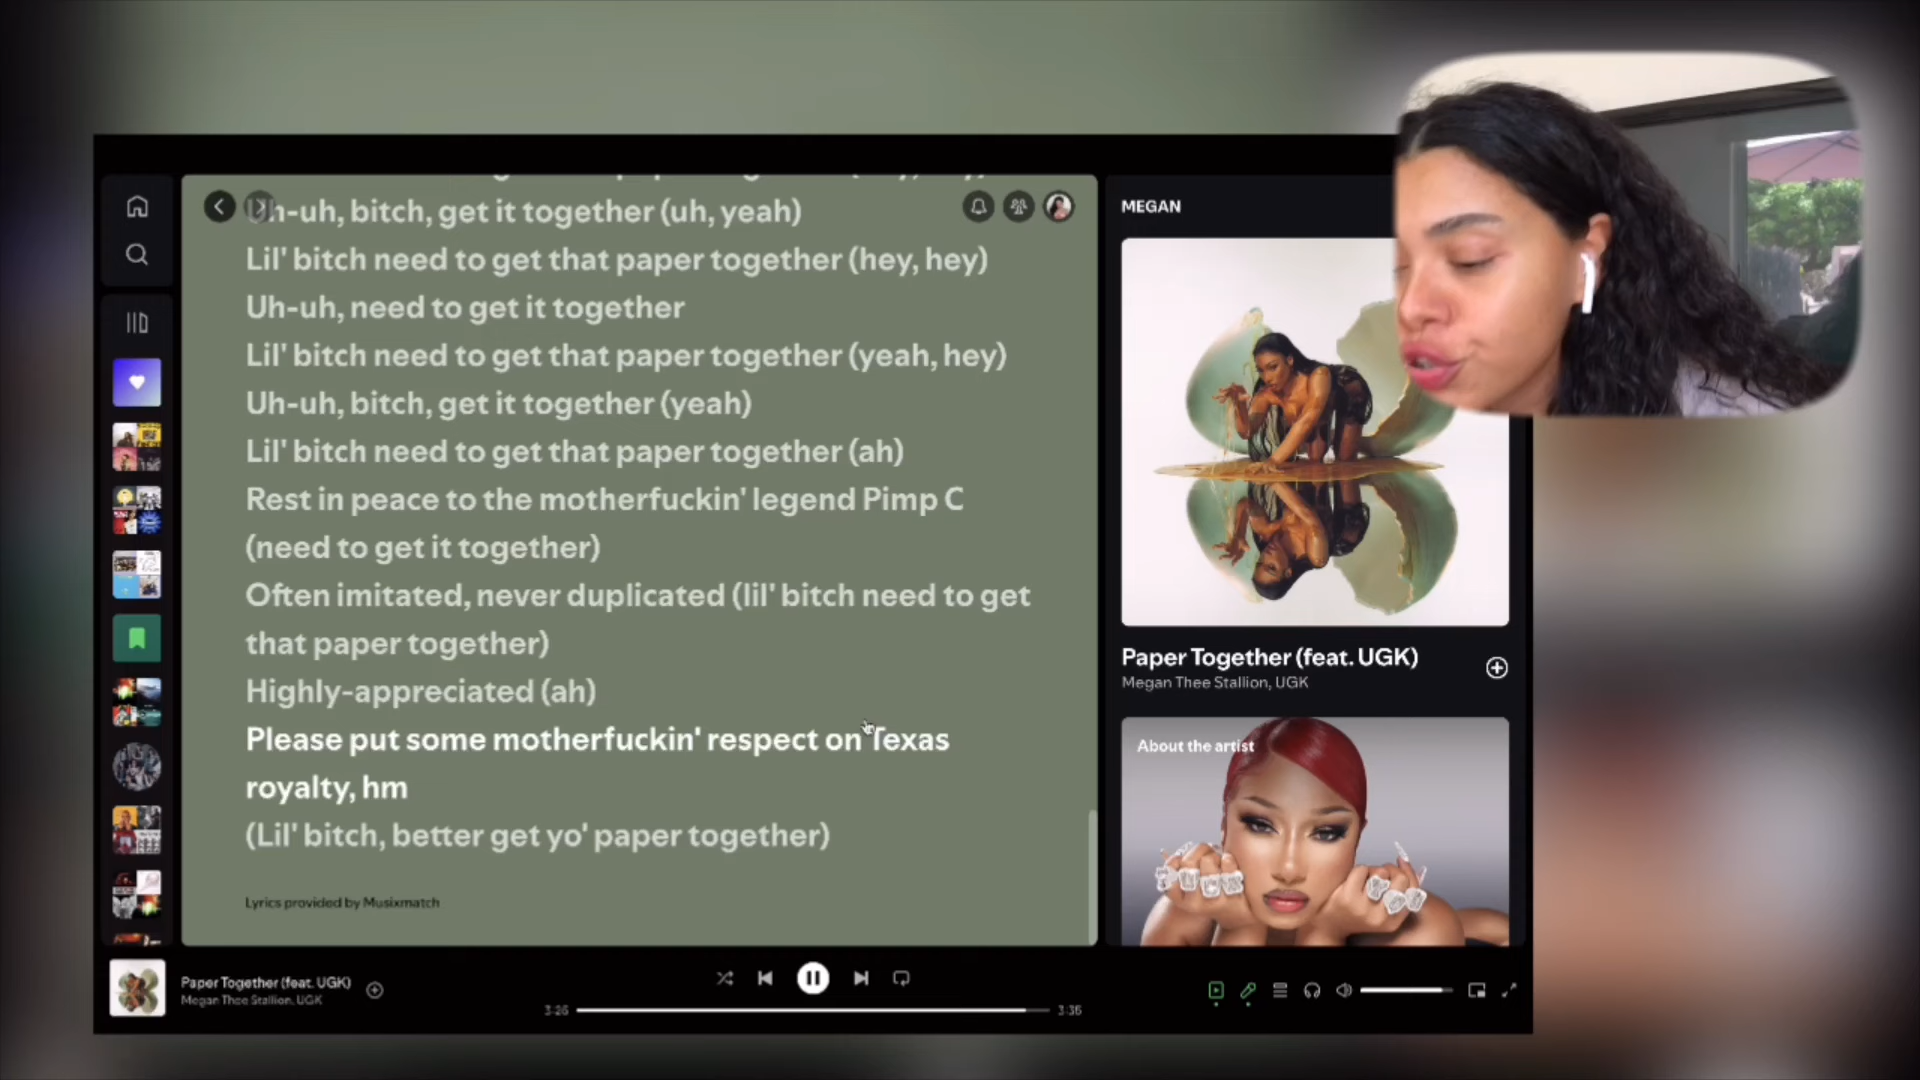 MEGAN
h-uh, bitch, get it together (uh, yeah)
Lil' bitch need to get that paper together (hey, hey)
Uh-uh, need to get it together
Lil' bitch need to get that paper together (yeah, hey)
Uh-uh, bitch, get it together (yeah)
Lil' bitch need to get that paper together (ah)
Rest in peace to the motherfuckin' legend Pimp C
(need to get it together)
Often imitated, never duplicated (lil' bitch need to get
that paper together)
Highly-appreciated (ah)
Please put some motherfuckin' respect on Texas
royalty, hm
(Lil' bitch, better get yo' paper together)
Lyrics provided by Musixmatch
Paper Together (feat. UGK)
Megan Thee Stallion, UGK
About the artist
Paper Together (feat. UGK)
Megan Thee Stallion, UGK
3:26
3:35